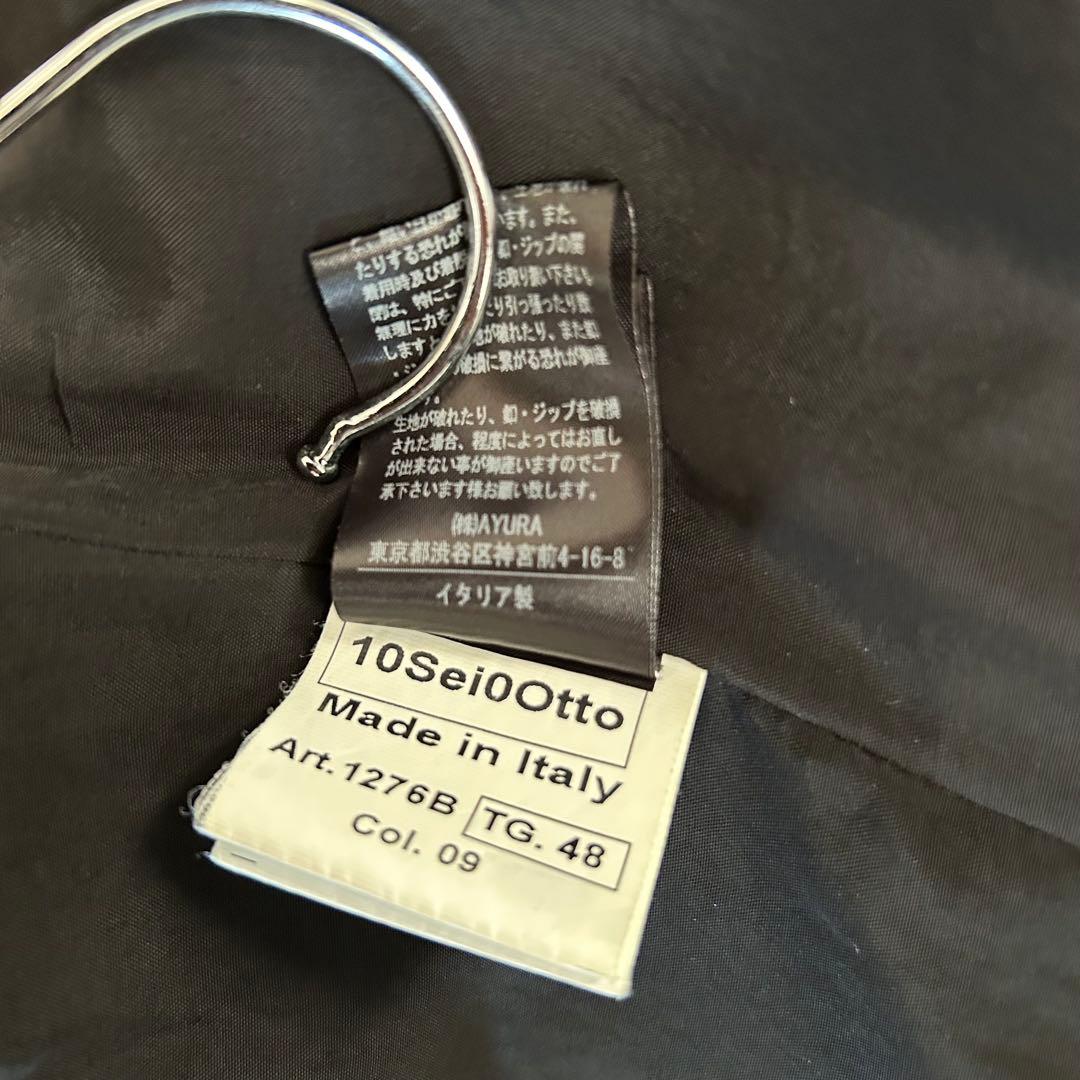 います。また、
たりする恐れが 釦・ジップの開
着用時及び着 お取り扱い下さい。
閉は、特にご たり引っ張ったり致
無理に力を 地が破れたり、また釦
しますと
の破損に繋がる恐れが御座
生地が破れたり、釦・ジップを破損
された場合、程度によってはお直し
が出来ない事が御座いますのでご了
承下さいます様お願い致します。
(株)AYURA
東京都渋谷区神宮前4-16-8
イタリア製
10Sei0Otto
Made in Italy
Art.1276B TG. 48
Col. 09